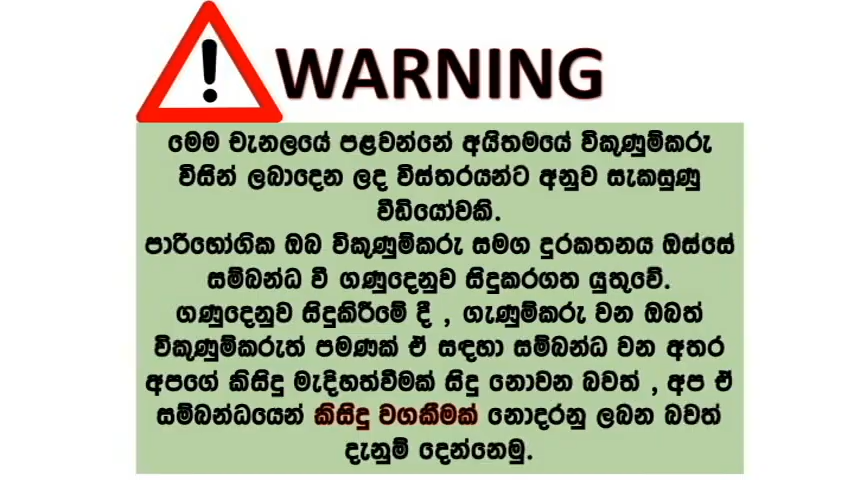 WARNING
මෙම චැනලයේ පළවන්නේ අයිතමයේ විකුණුම්කරු
විසින් ලබාදෙන ලද විස්තරයන්ට අනුව සැකසුණු
වීඩියෝවකි.
පාරිභෝගික ඔබ විකුණුම්කරු සමග දුරකතනය ඔස්සේ
සම්බන්ධ වී ගණුදෙනුව සිදුකරගත යුතුවේ.
ගණුදෙනුව සිදුකිරීමේ දී , ගැණුම්කරු වන ඔබත්
විකුණුම්කරුත් පමණක් ඒ සඳහා සම්බන්ධ වන අතර
අපගේ කිසිදු මැදිහත්වීමක් සිදු නොවන බවත් , අප ඒ
සම්බන්ධයෙන් කිසිදු වගකීමක් නොදරනු ලබන බවත්
දැනුම් දෙන්නෙමු.